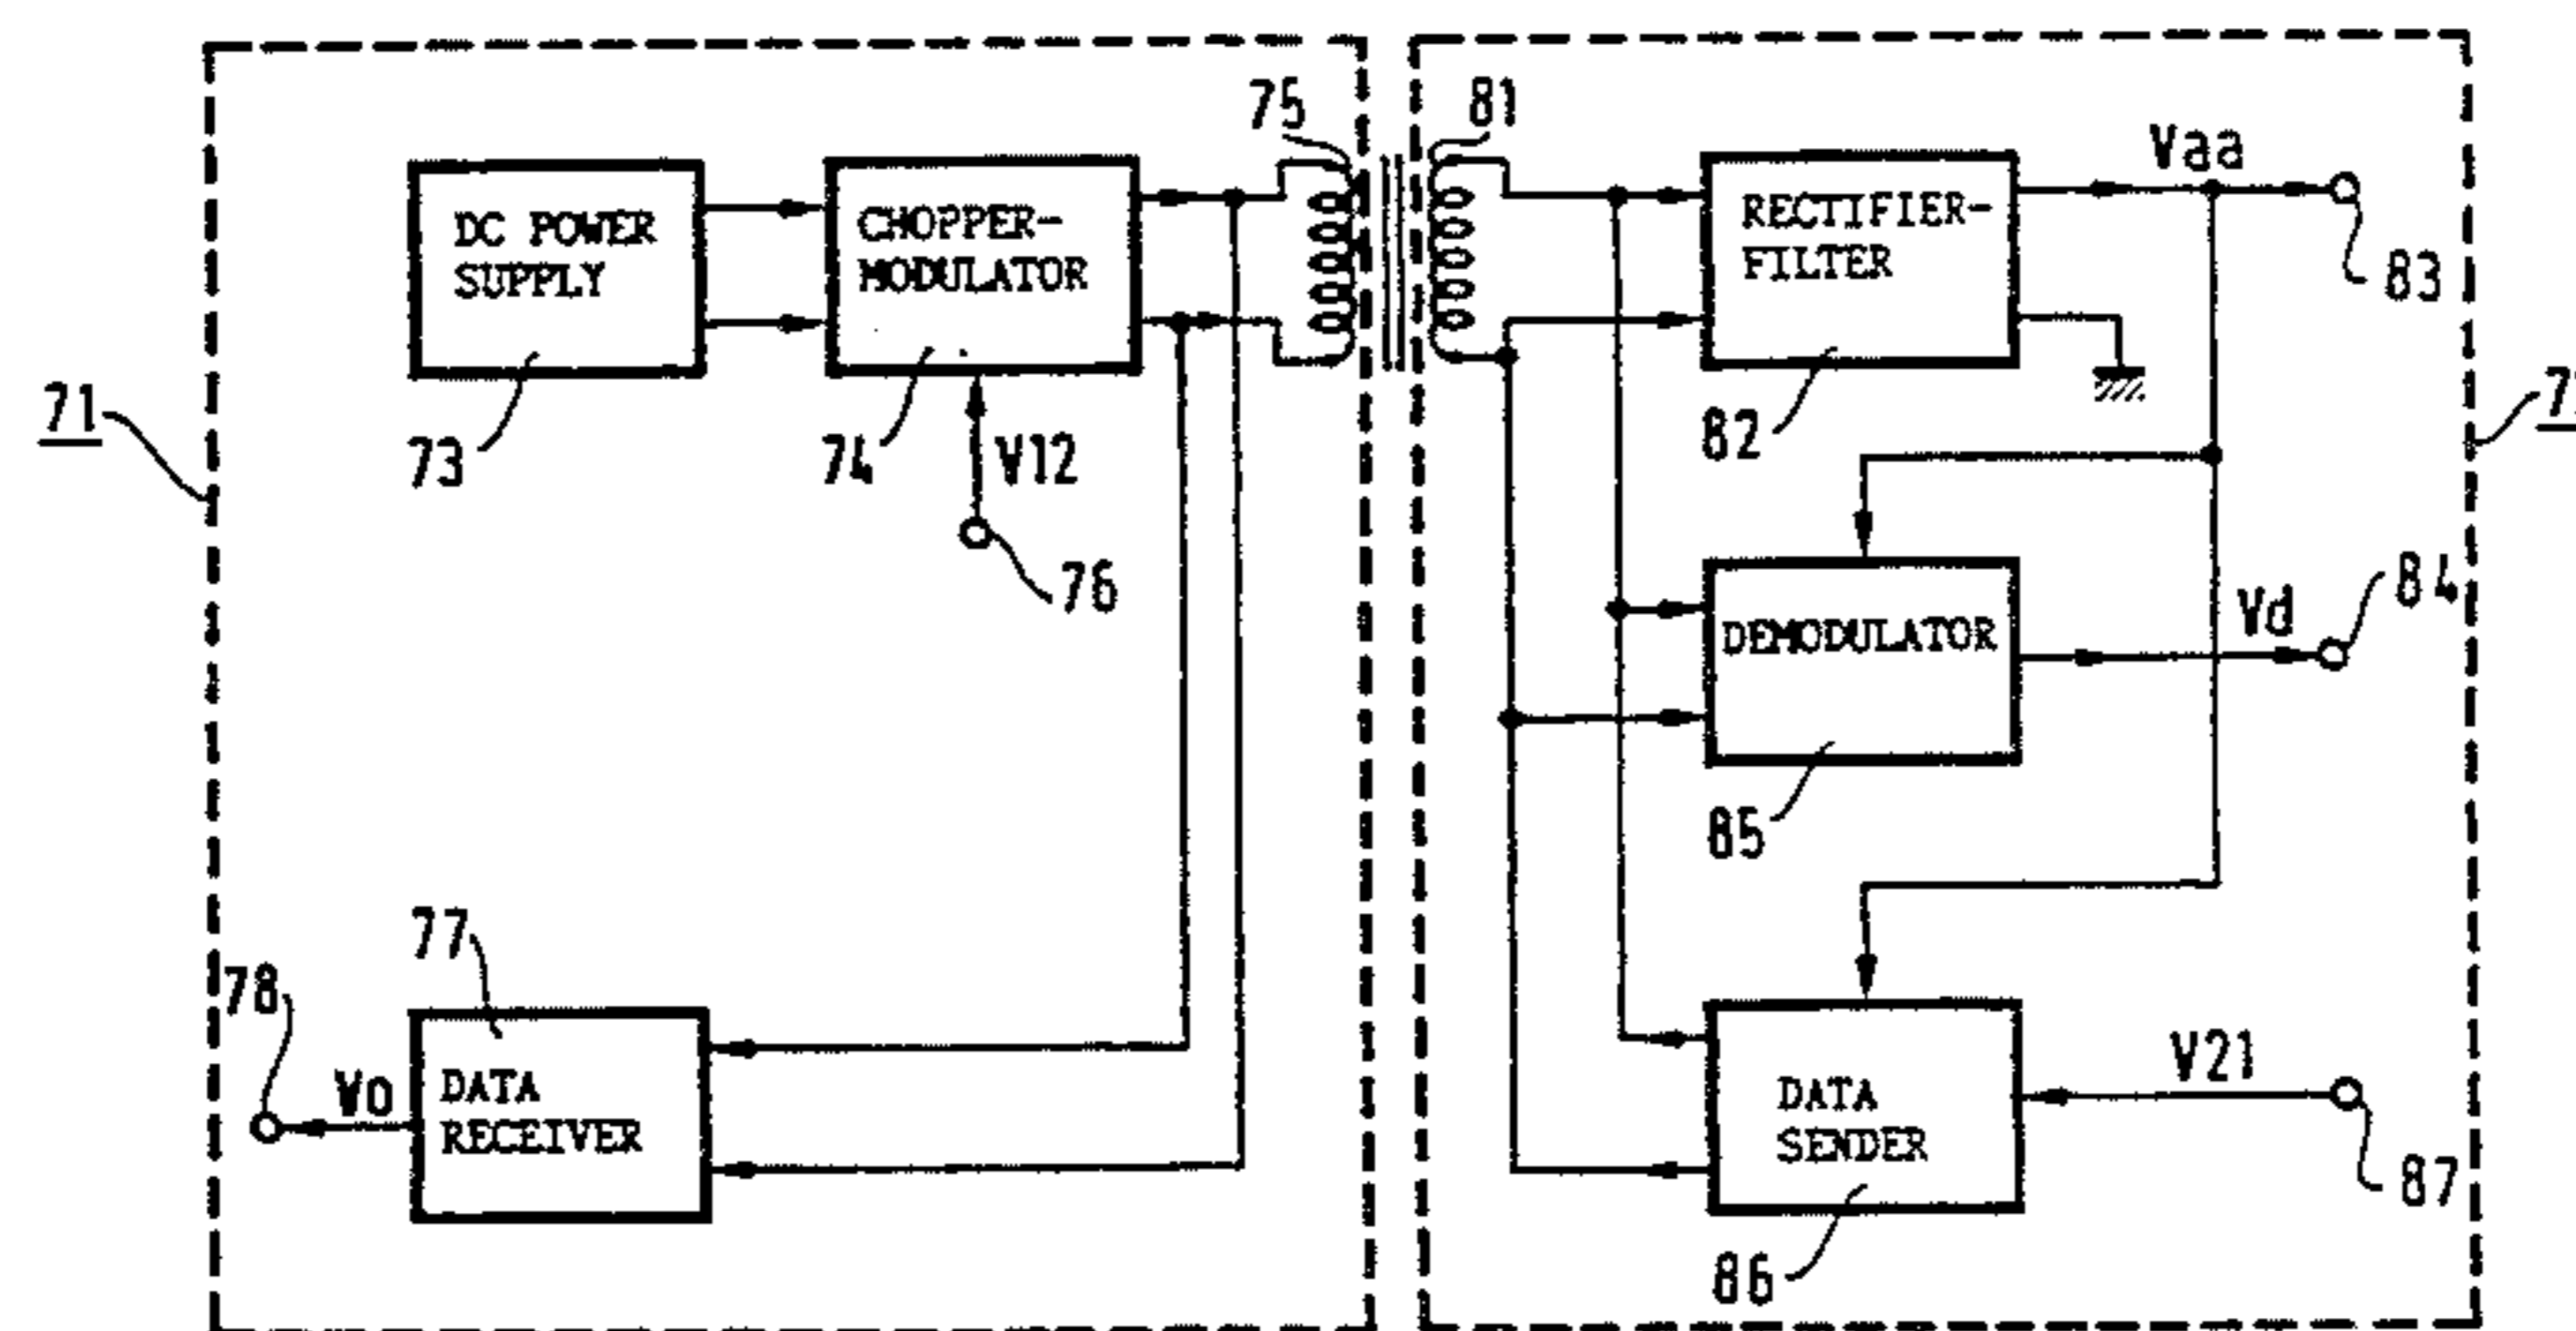 75
81
Vaa
DC POWER
SUPPLY
CHOPPER-
MODULATOR
RECTIFIER-
FILTER
83
71
73
74
V12
82
76
DEMODULATOR
Vd
84
85
77
78
Vo
DATA
RECEIVER
DATA
SENDER
V21
87
86